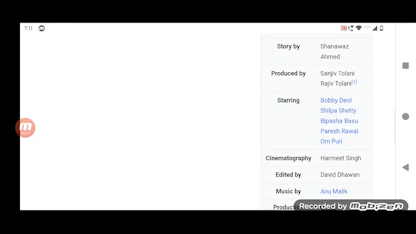 7:11
Story by Shanawaz
Ahmed
Produced by Sanjiv Tolani
Rajiv Tolani[1]
Starring Bobby Deol
Shilpa Shetty
Bipasha Basu
Paresh Rawal
Om Puri
Cinematography Harmeet Singh
Edited by David Dhawan
Music by Anu Malik
Recorded by Mobizen